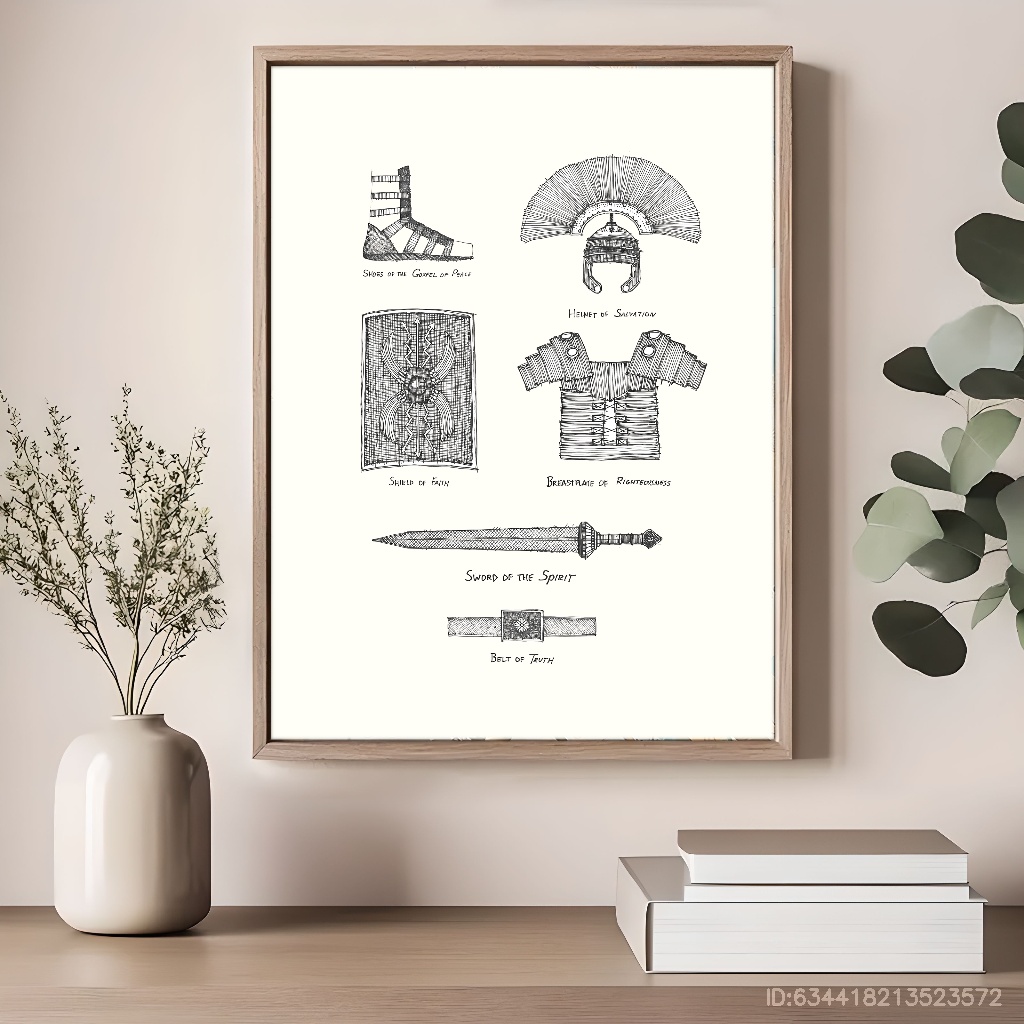 Shoes of the Gospel of Peace
Helmet of Salvation
Shield of Faith
Breastplate of Righteousness
Sword of the Spirit
Belt of Truth
ID:634418213523572